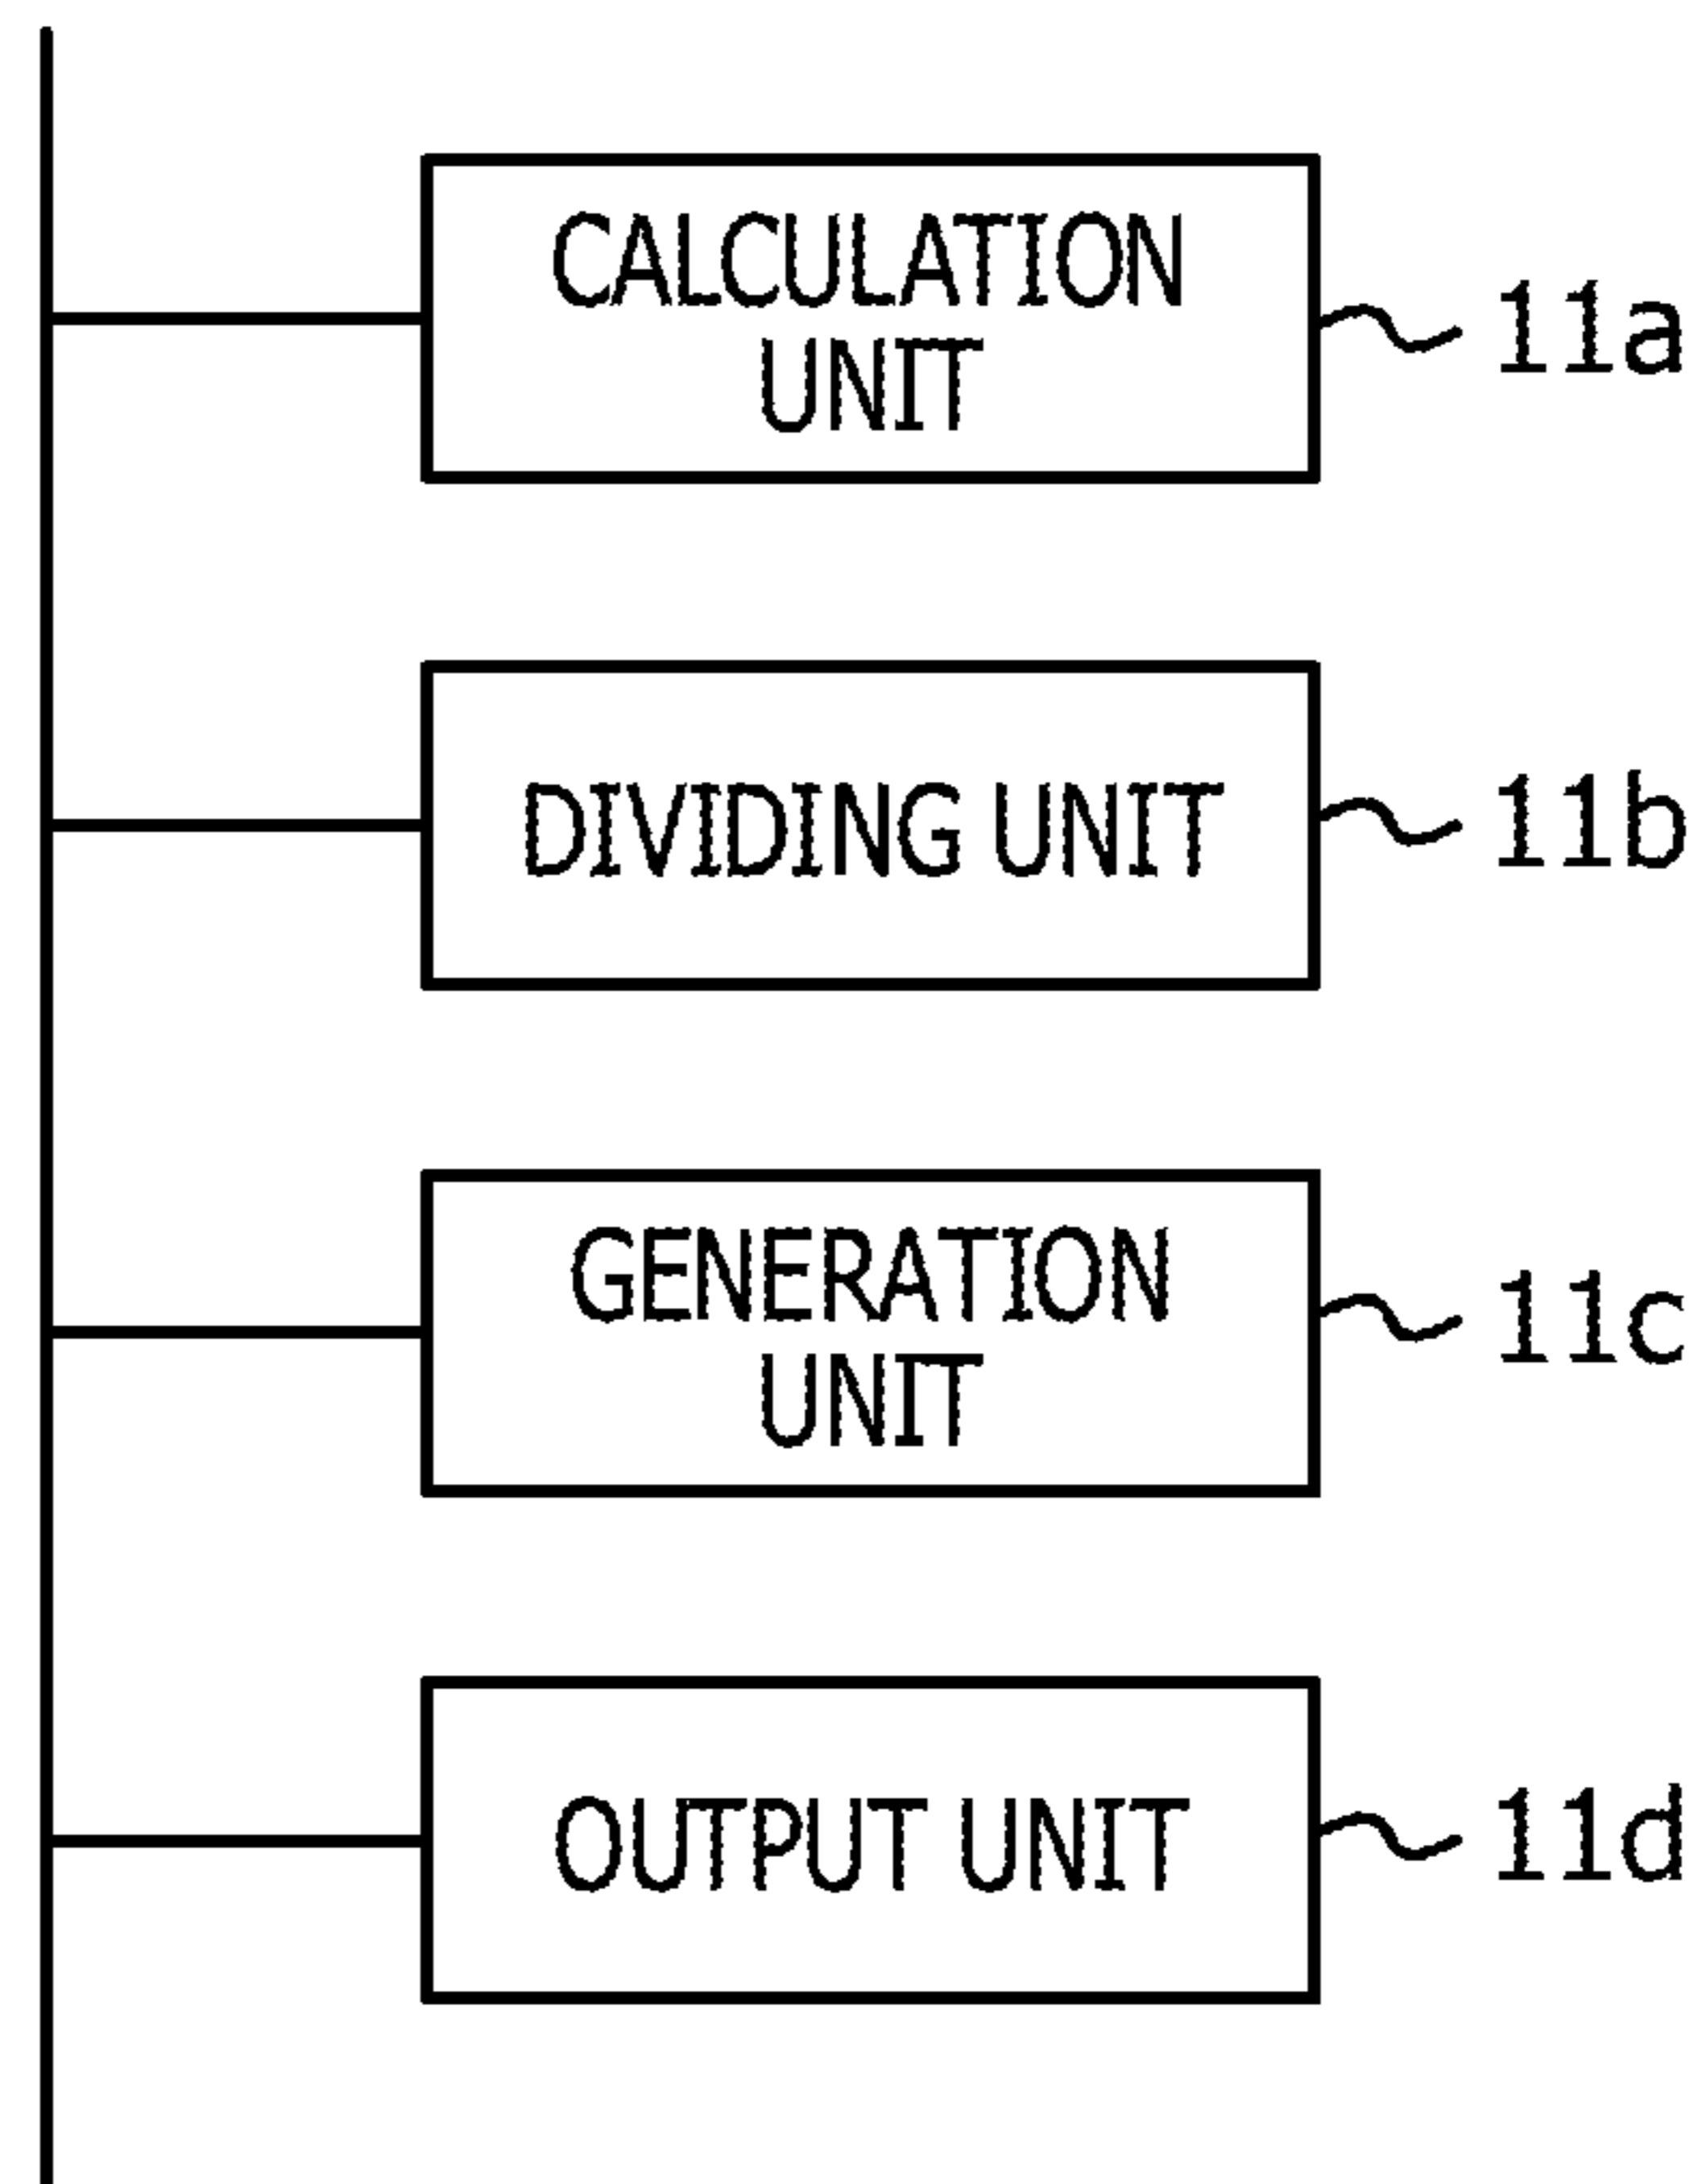 CALCULATION
UNIT
11a
DIVIDING UNIT
11b
GENERATION
UNIT
11c
OUTPUT UNIT
11d